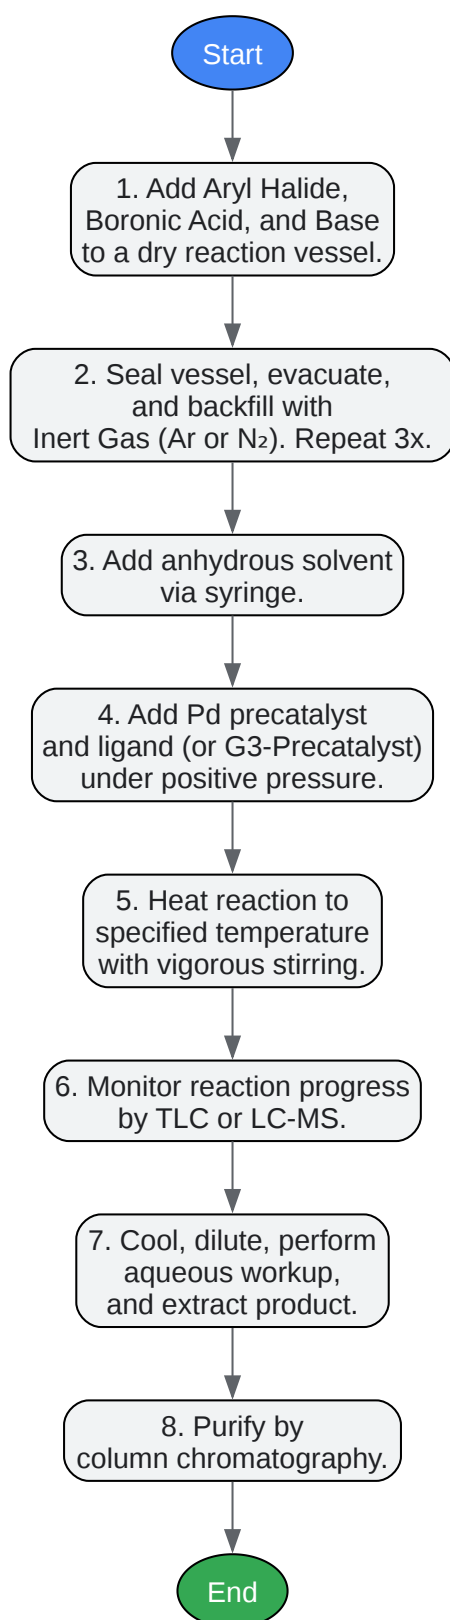 Start
1. Add Aryl Halide,
Boronic Acid, and Base
to a dry reaction vessel.
2. Seal vessel, evacuate,
and backfill with
Inert Gas (Ar or N₂). Repeat 3x.
3. Add anhydrous solvent
via syringe.
4. Add Pd precatalyst
and ligand (or G3-Precatalyst)
under positive pressure.
5. Heat reaction to
specified temperature
with vigorous stirring.
6. Monitor reaction progress
by TLC or LC-MS.
7. Cool, dilute, perform
aqueous workup,
and extract product.
8. Purify by
column chromatography.
End